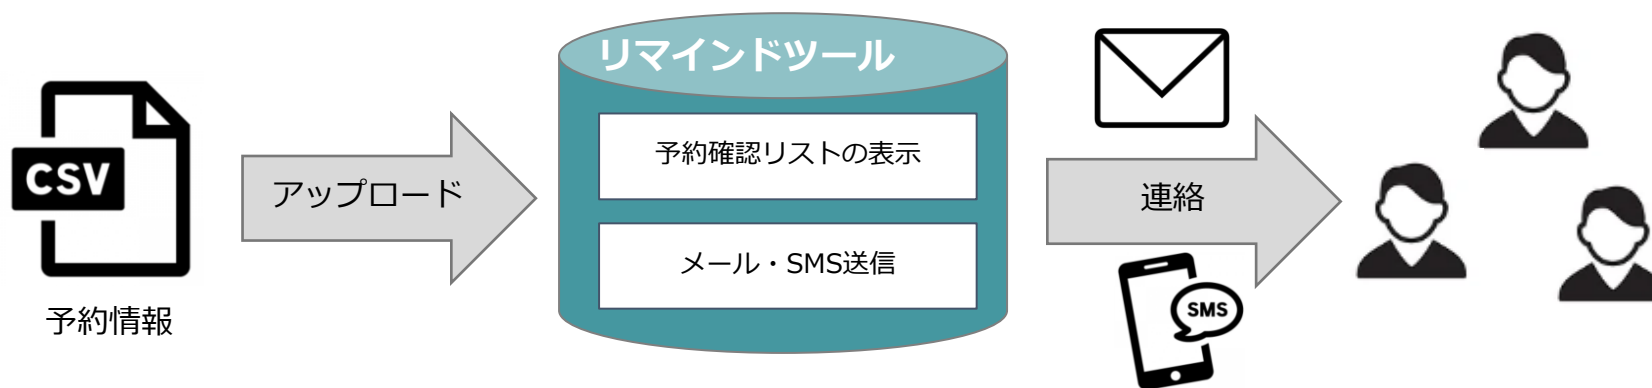 CSV
予約情報
アップロード
リマインドツール
予約確認リストの表示
メール・SMS送信
連絡
SMS